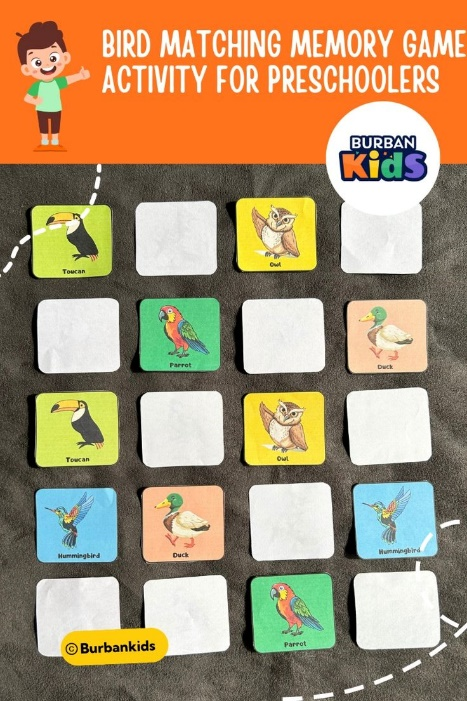 BIRD MATCHING MEMORY GAME
ACTIVITY FOR PRESCHOOLERS
BURBAN
KidS
Toucan
Owl
Parrot
Duck
Toucan
Owl
Hummingbird
Duck
Hummingbird
Parrot
© Burbankids